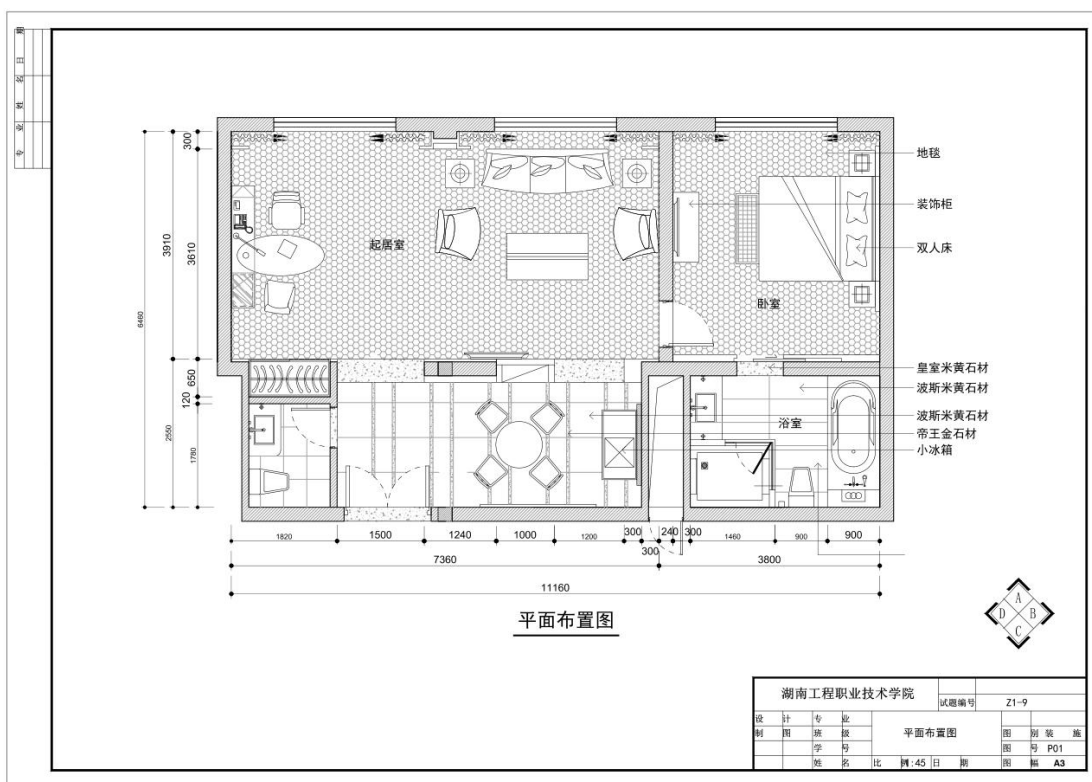 专 业 姓 名 日 期
300
3910
3610
6460
650
120
2550
1780
起居室
卧室
浴室
地毯
装饰柜
双人床
皇室米黄石材
波斯米黄石材
波斯米黄石材
帝王金石材
小冰箱
1820 1500 1240 1000 1200 300 240 300 1460 900 900
300
7360 3800
11160
平面布置图
A
D B
C
湖南工程职业技术学院
试题编号 Z1-9
设 计 专 业
制 图 班 级 平面布置图 图 别 装 施
学 号 图 号 P01
姓 名 比 例:45 日 期 图 幅 A3